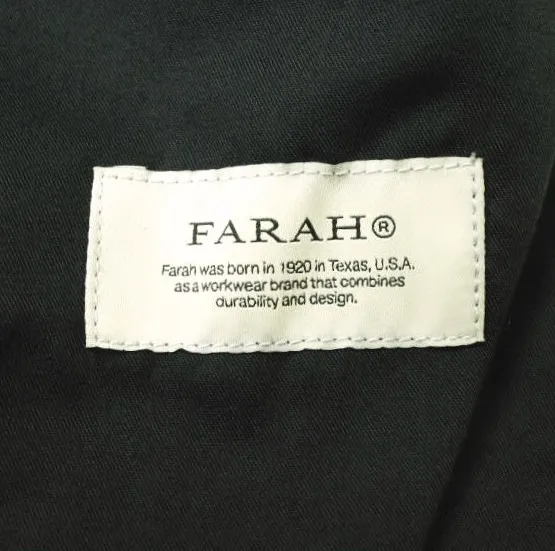 FARAH®
Farah was born in 1920 in Texas, U.S.A.
as a workwear brand that combines
durability and design.